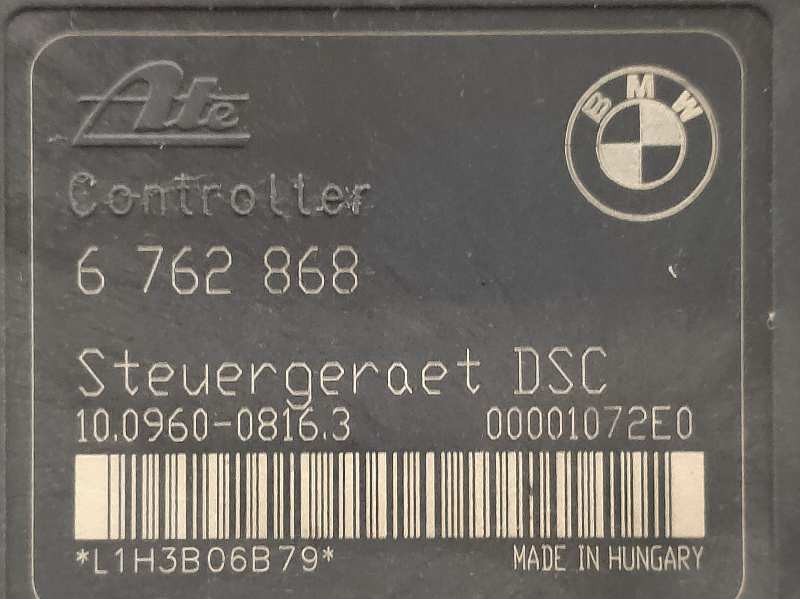 Ate
BMW
Controller
6 762 868
Steuergeraet DSC
10.0960-0816.3 00001072E0
*L1H3B06B79* MADE IN HUNGARY